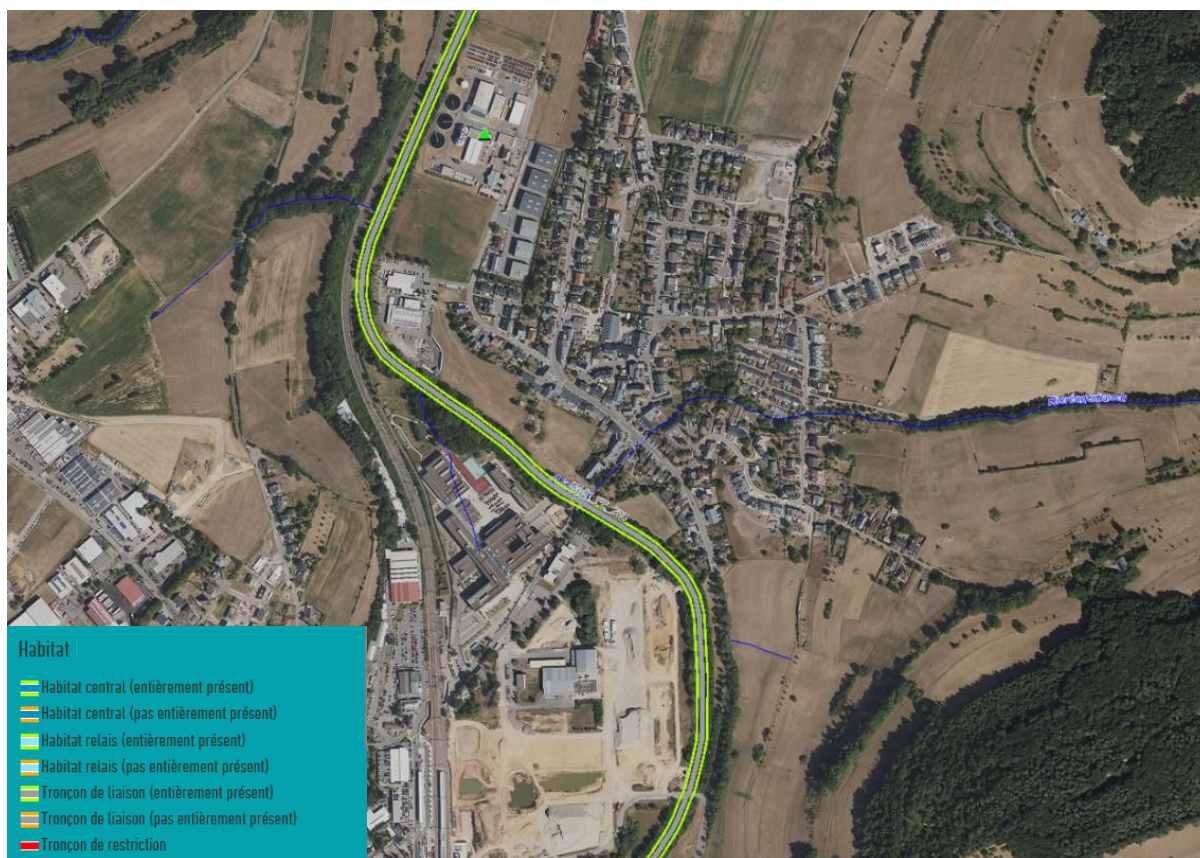 Habitat
Habitat central (entièrement présent)
Habitat central (pas entièrement présent)
Habitat relais (entièrement présent)
Habitat relais (pas entièrement présent)
Tronçon de liaison (entièrement présent)
Tronçon de liaison (pas entièrement présent)
Tronçon de restriction